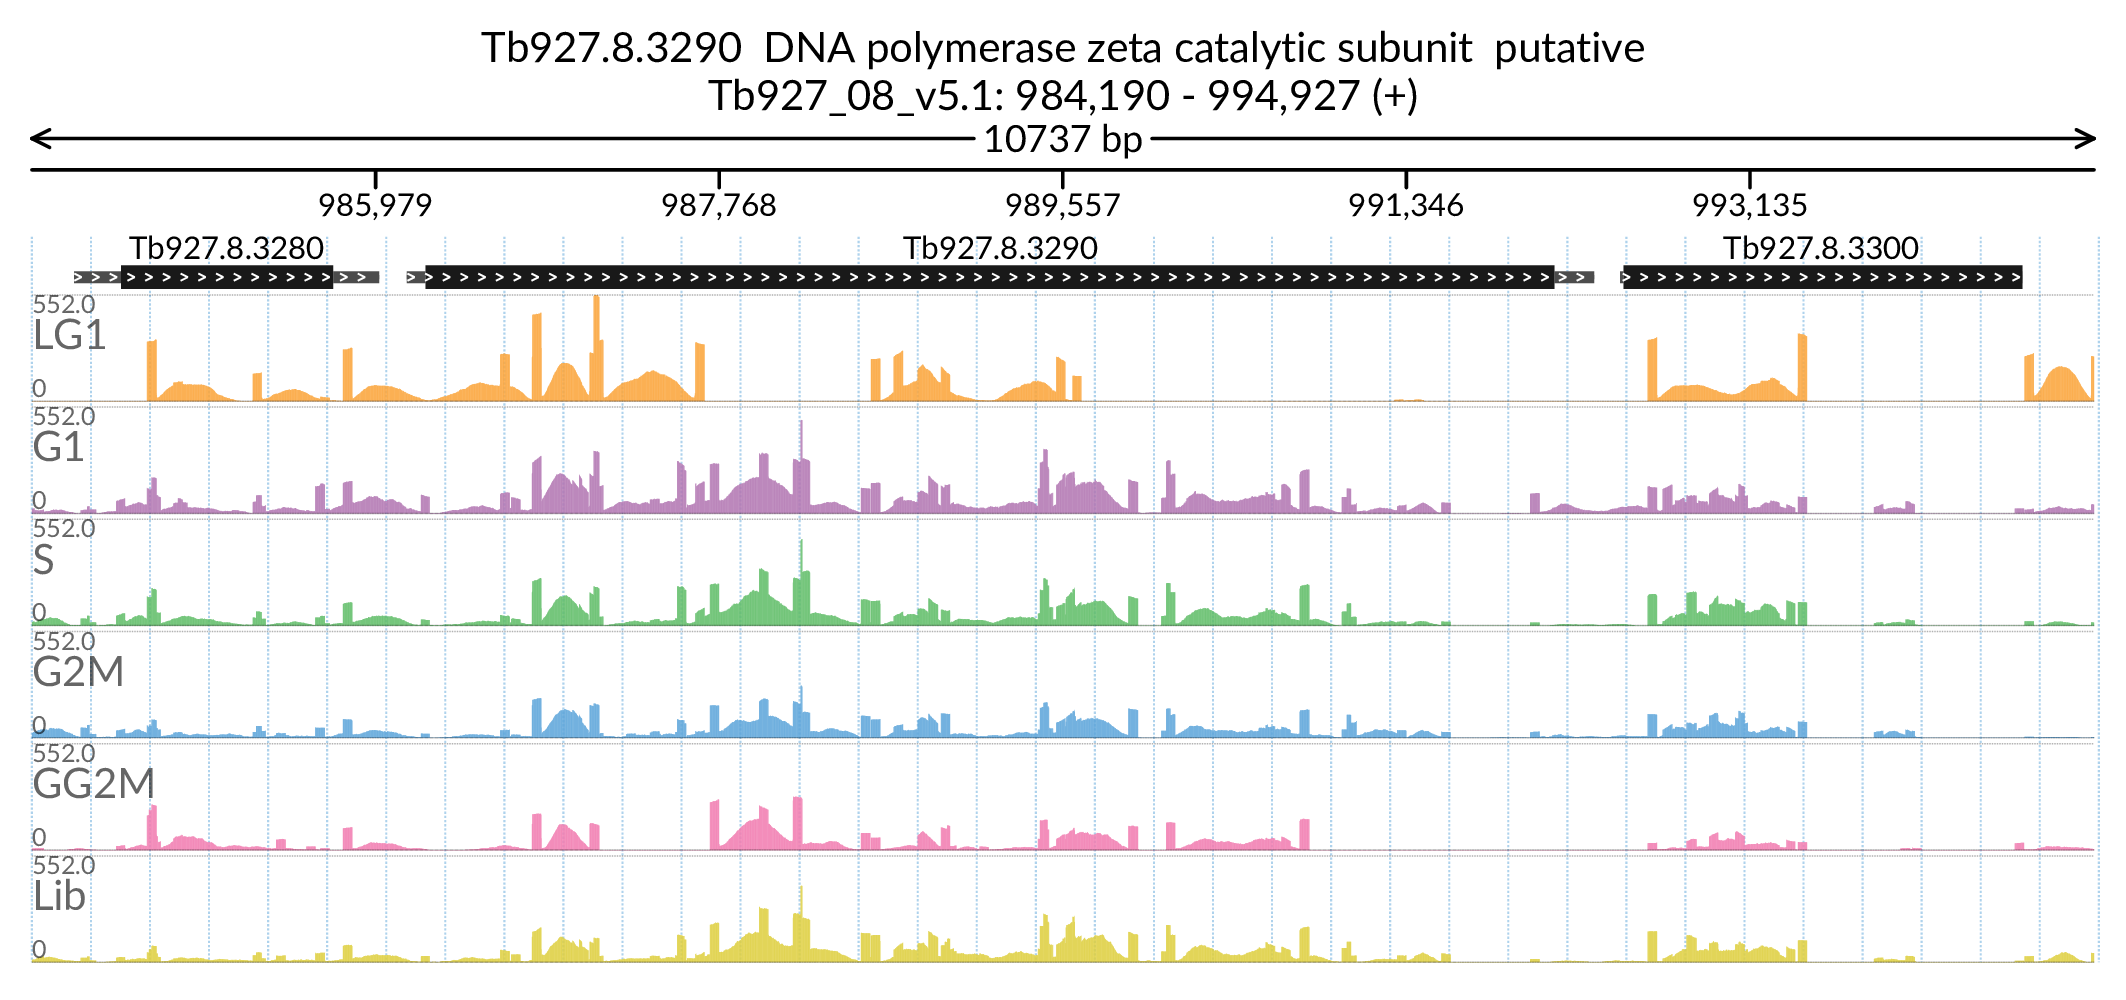 Tb927.8.3290  DNA polymerase zeta catalytic subunit  putative
Tb927_08_v5.1: 984,190 - 994,927 (+)
10737 bp
985,979 987,768 989,557 991,346 993,135
Tb927.8.3280 Tb927.8.3290 Tb927.8.3300
552.0
LG1
0
552.0
G1
0
552.0
S
0
552.0
G2M
0
552.0
GG2M
0
552.0
Lib
0